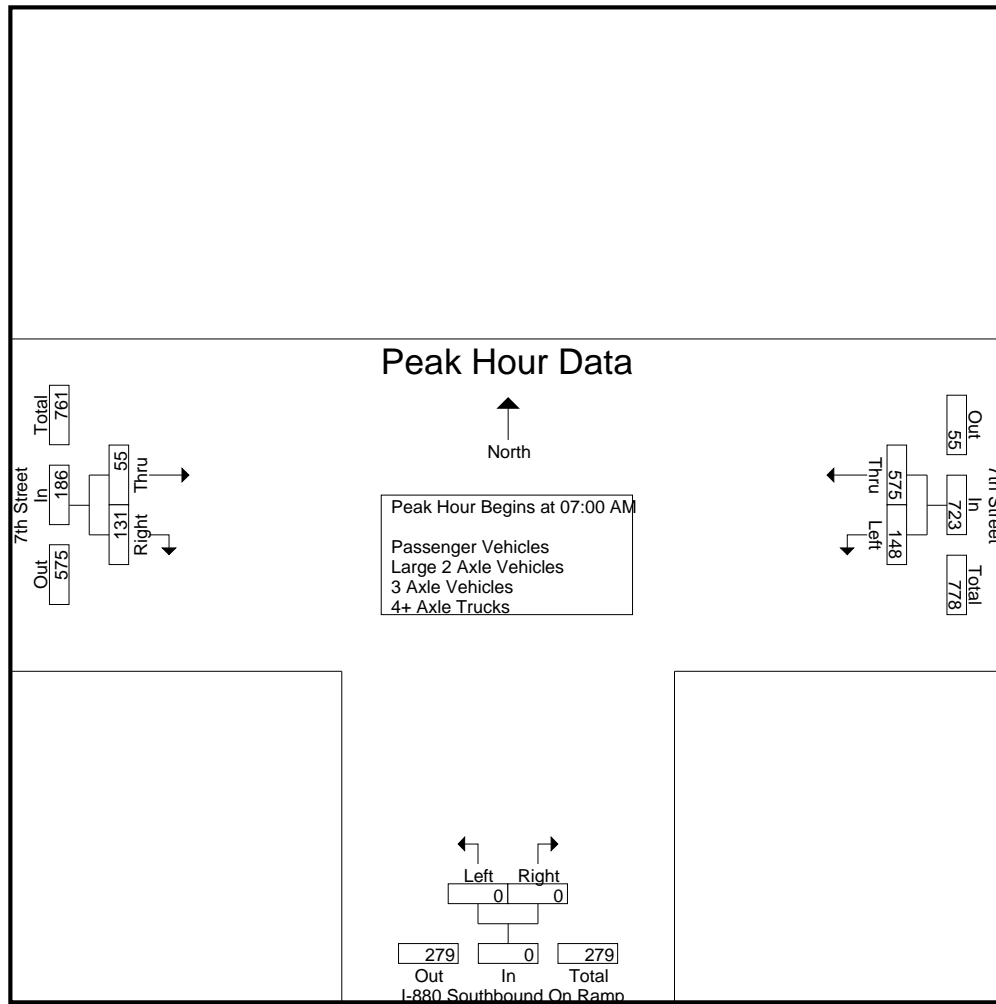 Peak Hour Data
North
Peak Hour Begins at 07:00 AM
Passenger Vehicles
Large 2 Axle Vehicles
3 Axle Vehicles
4+ Axle Trucks
7th Street
Total
761
In
186
Out
575
55
Thru
131
Right
7th Street
Out
55
In
723
Total
778
Thru
575
Left
148
Left Right
0 0
279 0 279
Out In Total
I-880 Southbound On Ramp